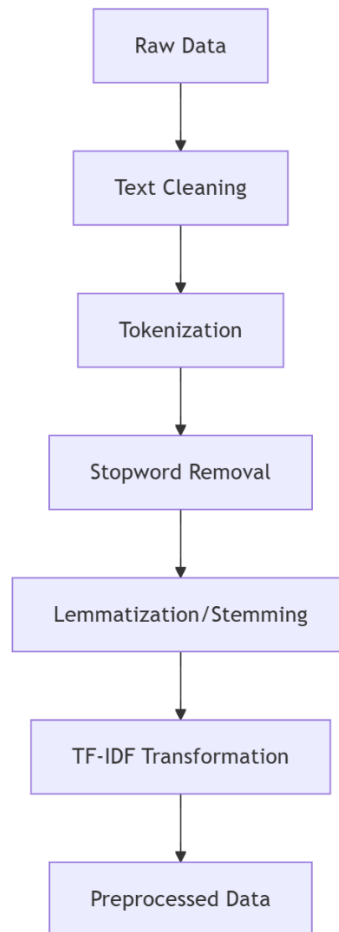 Raw Data
Text Cleaning
Tokenization
Stopword Removal
Lemmatization/Stemming
TF-IDF Transformation
Preprocessed Data